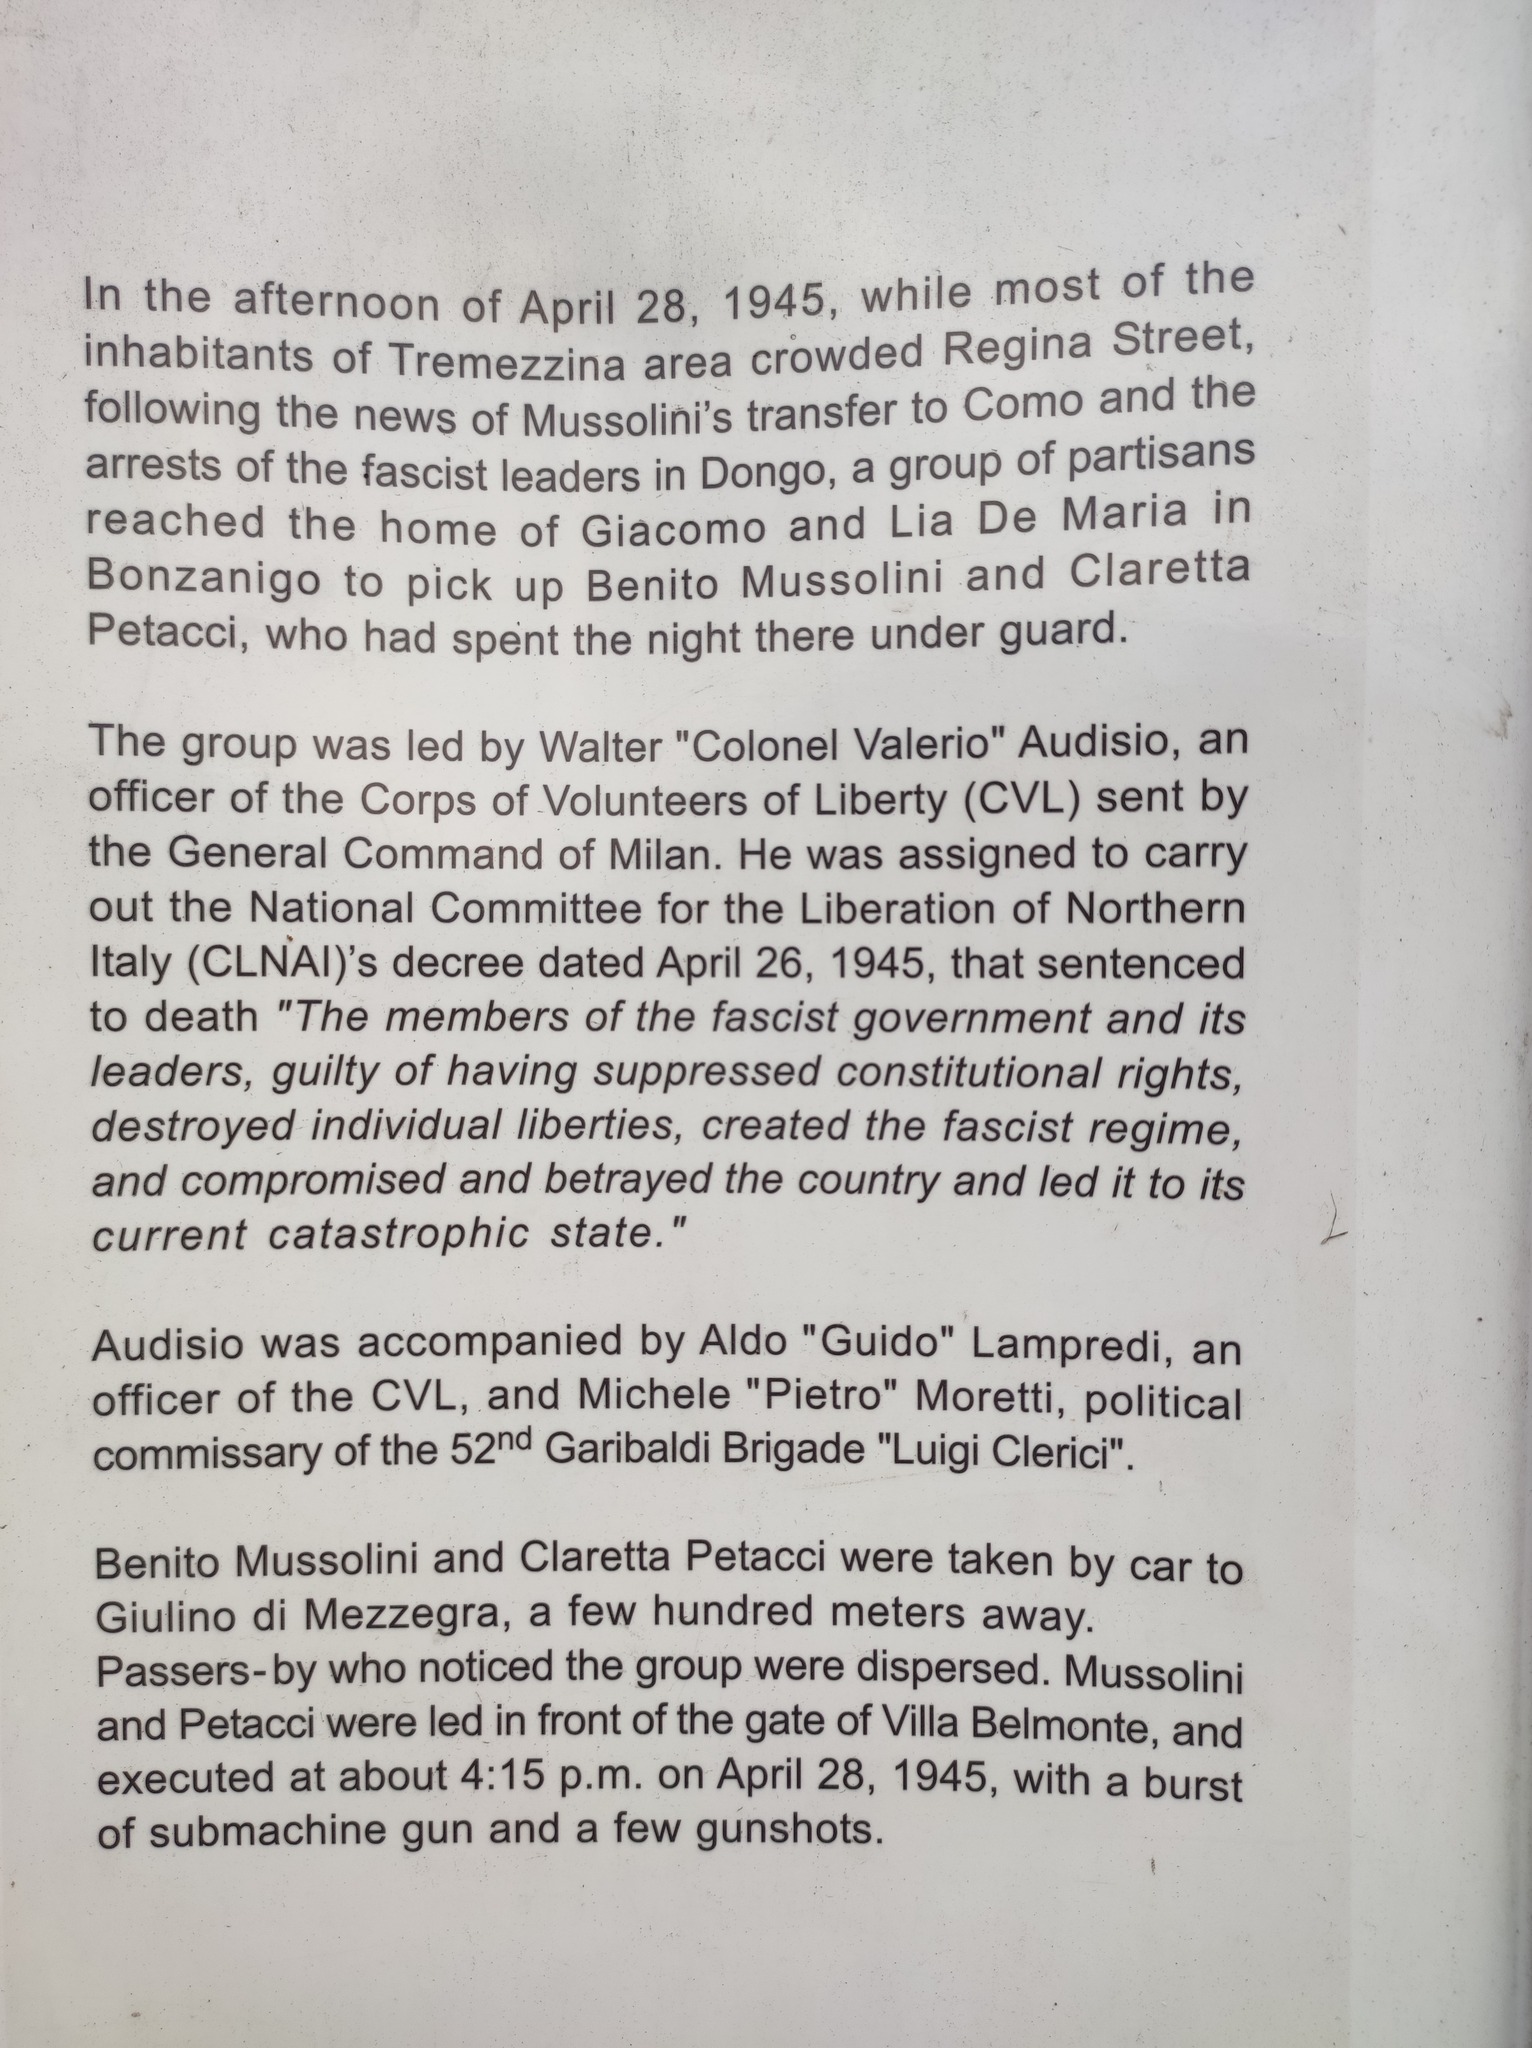 In the afternoon of April 28, 1945, while most of the
inhabitants of Tremezzina area crowded Regina Street,
following the news of Mussolini's transfer to Como and the
arrests of the fascist leaders in Dongo, a group of partisans
reached the home of Giacomo and Lia De Maria in
Bonzanigo to pick up Benito Mussolini and Claretta
Petacci, who had spent the night there under guard.
The group was led by Walter "Colonel Valerio" Audisio, an
officer of the Corps of Volunteers of Liberty (CVL) sent by
the General Command of Milan. He was assigned to carry
out the National Committee for the Liberation of Northern
Italy (CLNAI)'s decree dated April 26, 1945, that sentenced
to death "The members of the fascist government and its
leaders, guilty of having suppressed constitutional rights,
destroyed individual liberties, created the fascist regime,
and compromised and betrayed the country and led it to its
current catastrophic state."
Audisio was accompanied by Aldo "Guido" Lampredi, an
officer of the CVL, and Michele "Pietro" Moretti, political
commissary of the 52nd Garibaldi Brigade "Luigi Clerici".
Benito Mussolini and Claretta Petacci were taken by car to
Giulino di Mezzegra, a few hundred meters away.
Passers-by who noticed the group were dispersed. Mussolini
and Petacci were led in front of the gate of Villa Belmonte, and
executed at about 4:15 p.m. on April 28, 1945, with a burst
of submachine gun and a few gunshots.